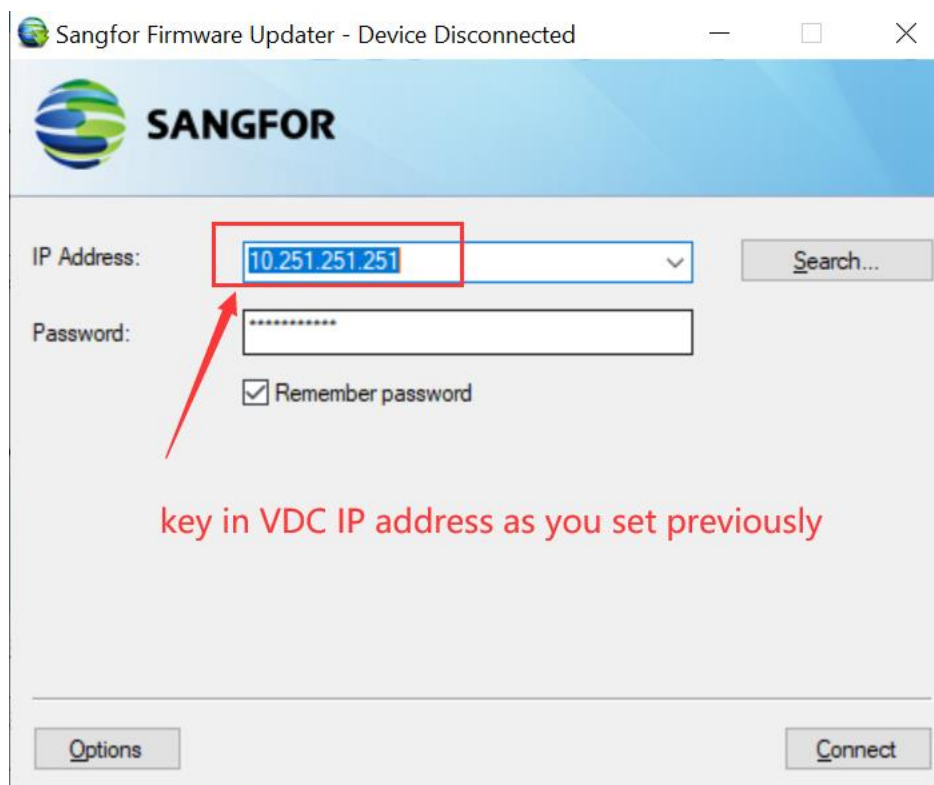 Sangfor Firmware Updater - Device Disconnected
SANGFOR
IP Address:
10.251.251.251
Search...
Password:
***********
Remember password
key in VDC IP address as you set previously
Options
Connect